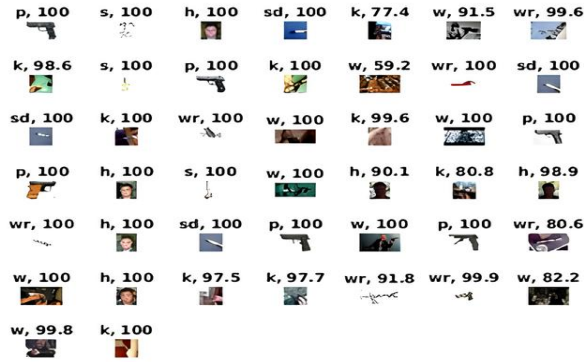 p, 100 s, 100 h, 100 sd, 100 k, 77.4 w, 91.5 wr, 99.6
k, 98.6 s, 100 p, 100 k, 100 w, 59.2 wr, 100 sd, 100
sd, 100 k, 100 wr, 100 w, 100 k, 99.6 w, 100 p, 100
p, 100 h, 100 s, 100 w, 100 h, 90.1 k, 80.8 h, 98.9
wr, 100 h, 100 sd, 100 p, 100 w, 100 p, 100 wr, 80.6
w, 100 h, 100 k, 97.5 k, 97.7 wr, 91.8 wr, 99.9 w, 82.2
w, 99.8 k, 100